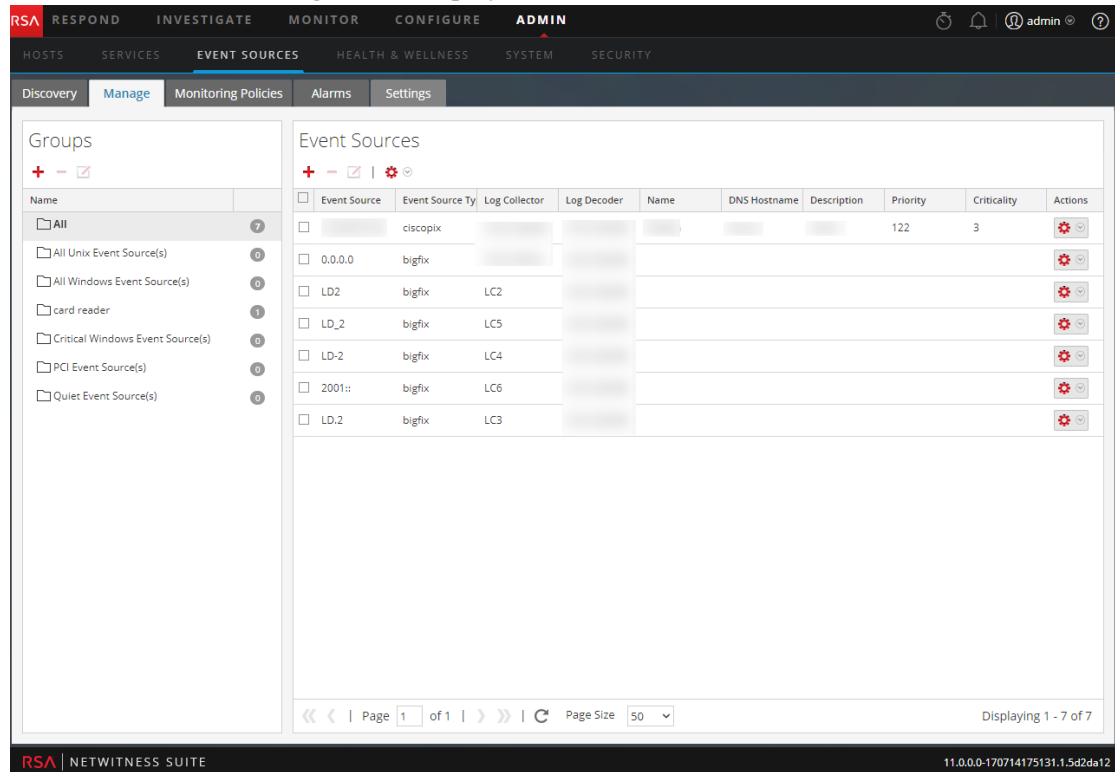 RSA RESPOND INVESTIGATE MONITOR CONFIGURE ADMIN admin ?
HOSTS SERVICES EVENT SOURCES HEALTH & WELLNESS SYSTEM SECURITY
Discovery Manage Monitoring Policies Alarms Settings
Groups
Name
All 7
All Unix Event Source(s) 0
All Windows Event Source(s) 0
card reader 1
Critical Windows Event Source(s) 0
PCI Event Source(s) 0
Quiet Event Source(s) 0
Event Sources
Event Source Event Source Ty Log Collector Log Decoder Name DNS Hostname Description Priority Criticality Actions
ciscopix 122 3
0.0.0.0 bigfix
LD2 bigfix LC2
LD_2 bigfix LC5
LD-2 bigfix LC4
2001:: bigfix LC6
LD.2 bigfix LC3
Page 1 of 1 Page Size 50 Displaying 1 - 7 of 7
RSA NETWITNESS SUITE 11.0.0.0-170714175131.1.5d2da12